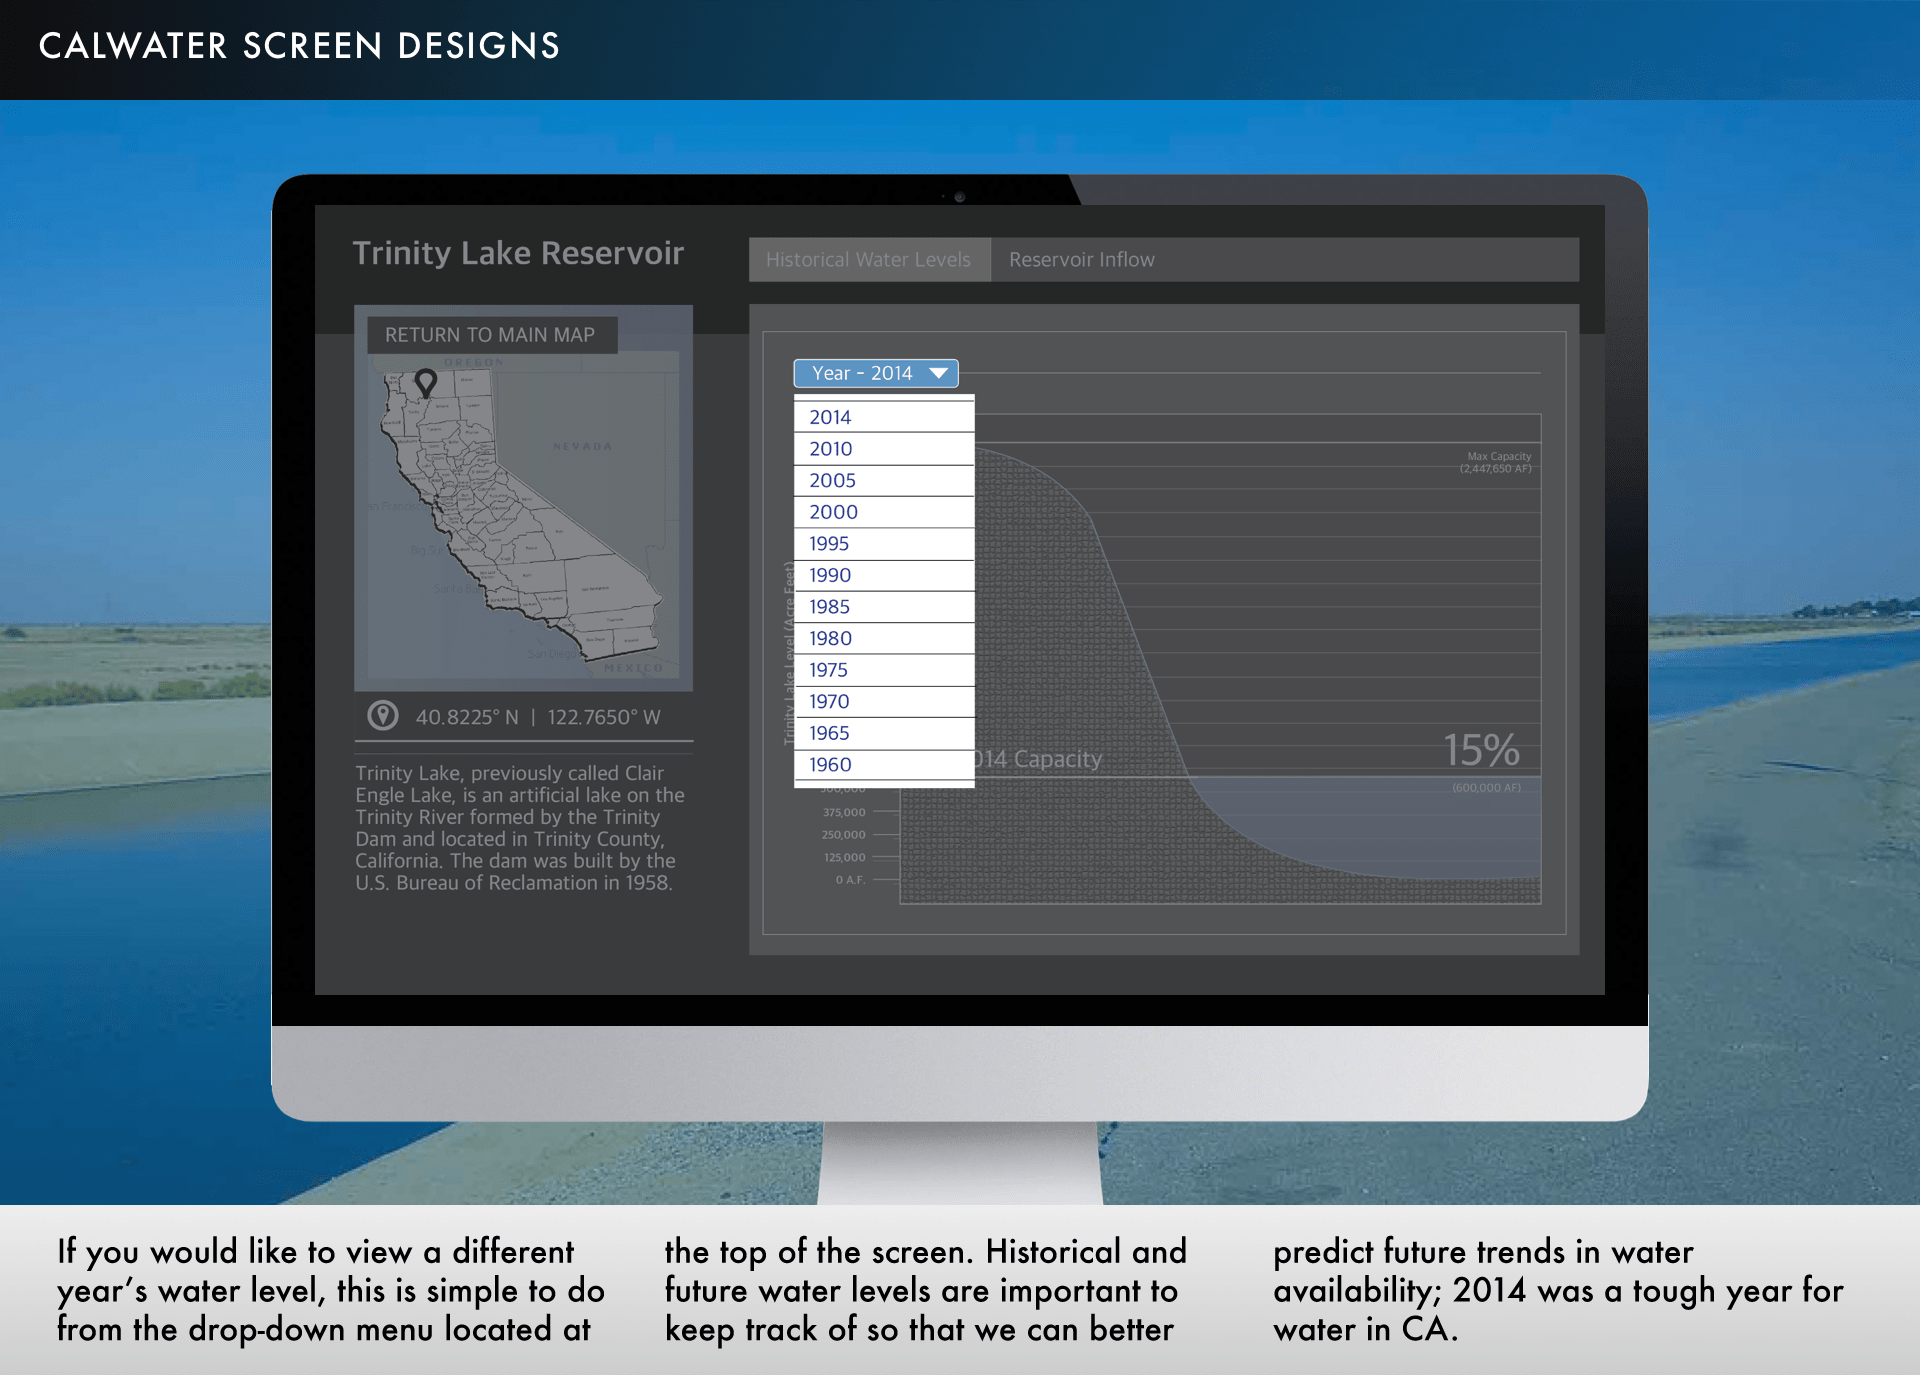 CALWATER SCREEN DESIGNS
Trinity Lake Reservoir
Historical Water Levels
Reservoir Inflow
RETURN TO MAIN MAP
OREGON
NEVADA
Big Sur
San Diego
MEXICO
40.8225° N | 122.7650° W
Trinity Lake, previously called Clair
Engle Lake, is an artificial lake on the
Trinity River formed by the Trinity
Dam and located in Trinity County,
California. The dam was built by the
U.S. Bureau of Reclamation in 1958.
Year - 2014
2014
2010
2005
2000
1995
1990
1985
1980
1975
1970
1965
1960
Trinity Lake Level (Acre Feet)
Max Capacity
(2,447,650 AF)
014 Capacity
15%
(600,000 AF)
500,000
375,000
250,000
125,000
0 A.F.
If you would like to view a different
year’s water level, this is simple to do
from the drop-down menu located at
the top of the screen. Historical and
future water levels are important to
keep track of so that we can better
predict future trends in water
availability; 2014 was a tough year for
water in CA.